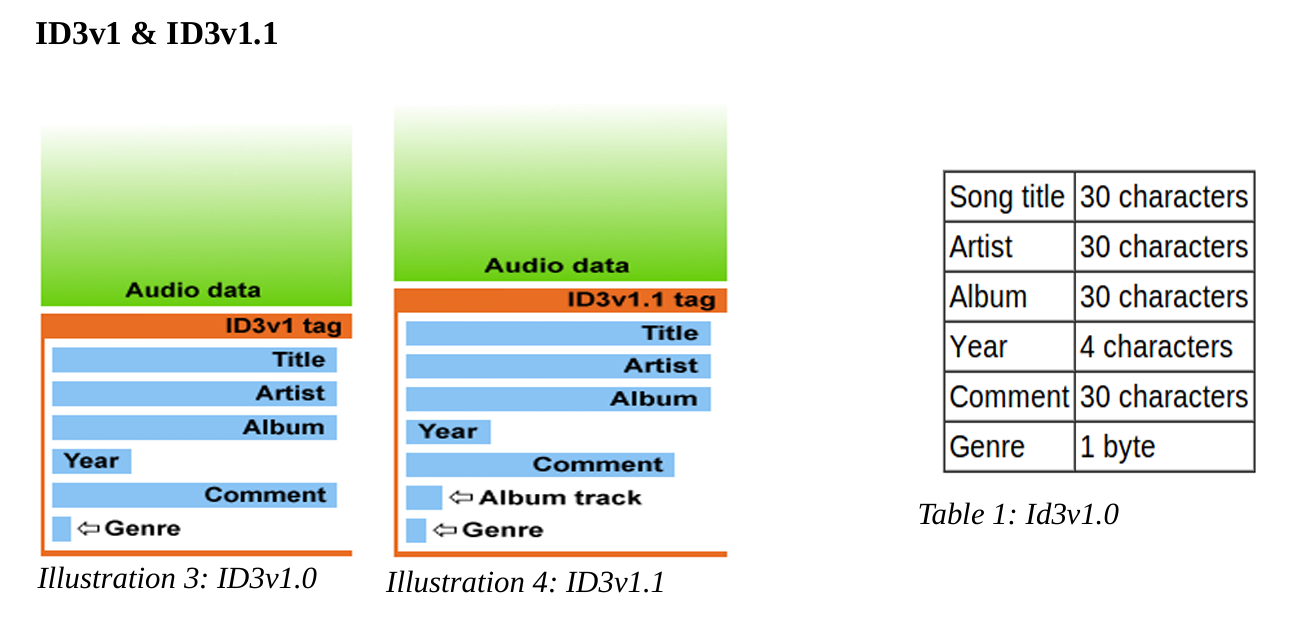 ID3v1 & ID3v1.1
Audio data
ID3v1 tag
Title
Artist
Album
Year
Comment
⇦ Genre
Illustration 3: ID3v1.0
Audio data
ID3v1.1 tag
Title
Artist
Album
Year
Comment
⇦ Album track
⇦ Genre
Illustration 4: ID3v1.1
Song title 30 characters
Artist 30 characters
Album 30 characters
Year 4 characters
Comment 30 characters
Genre 1 byte
Table 1: Id3v1.0